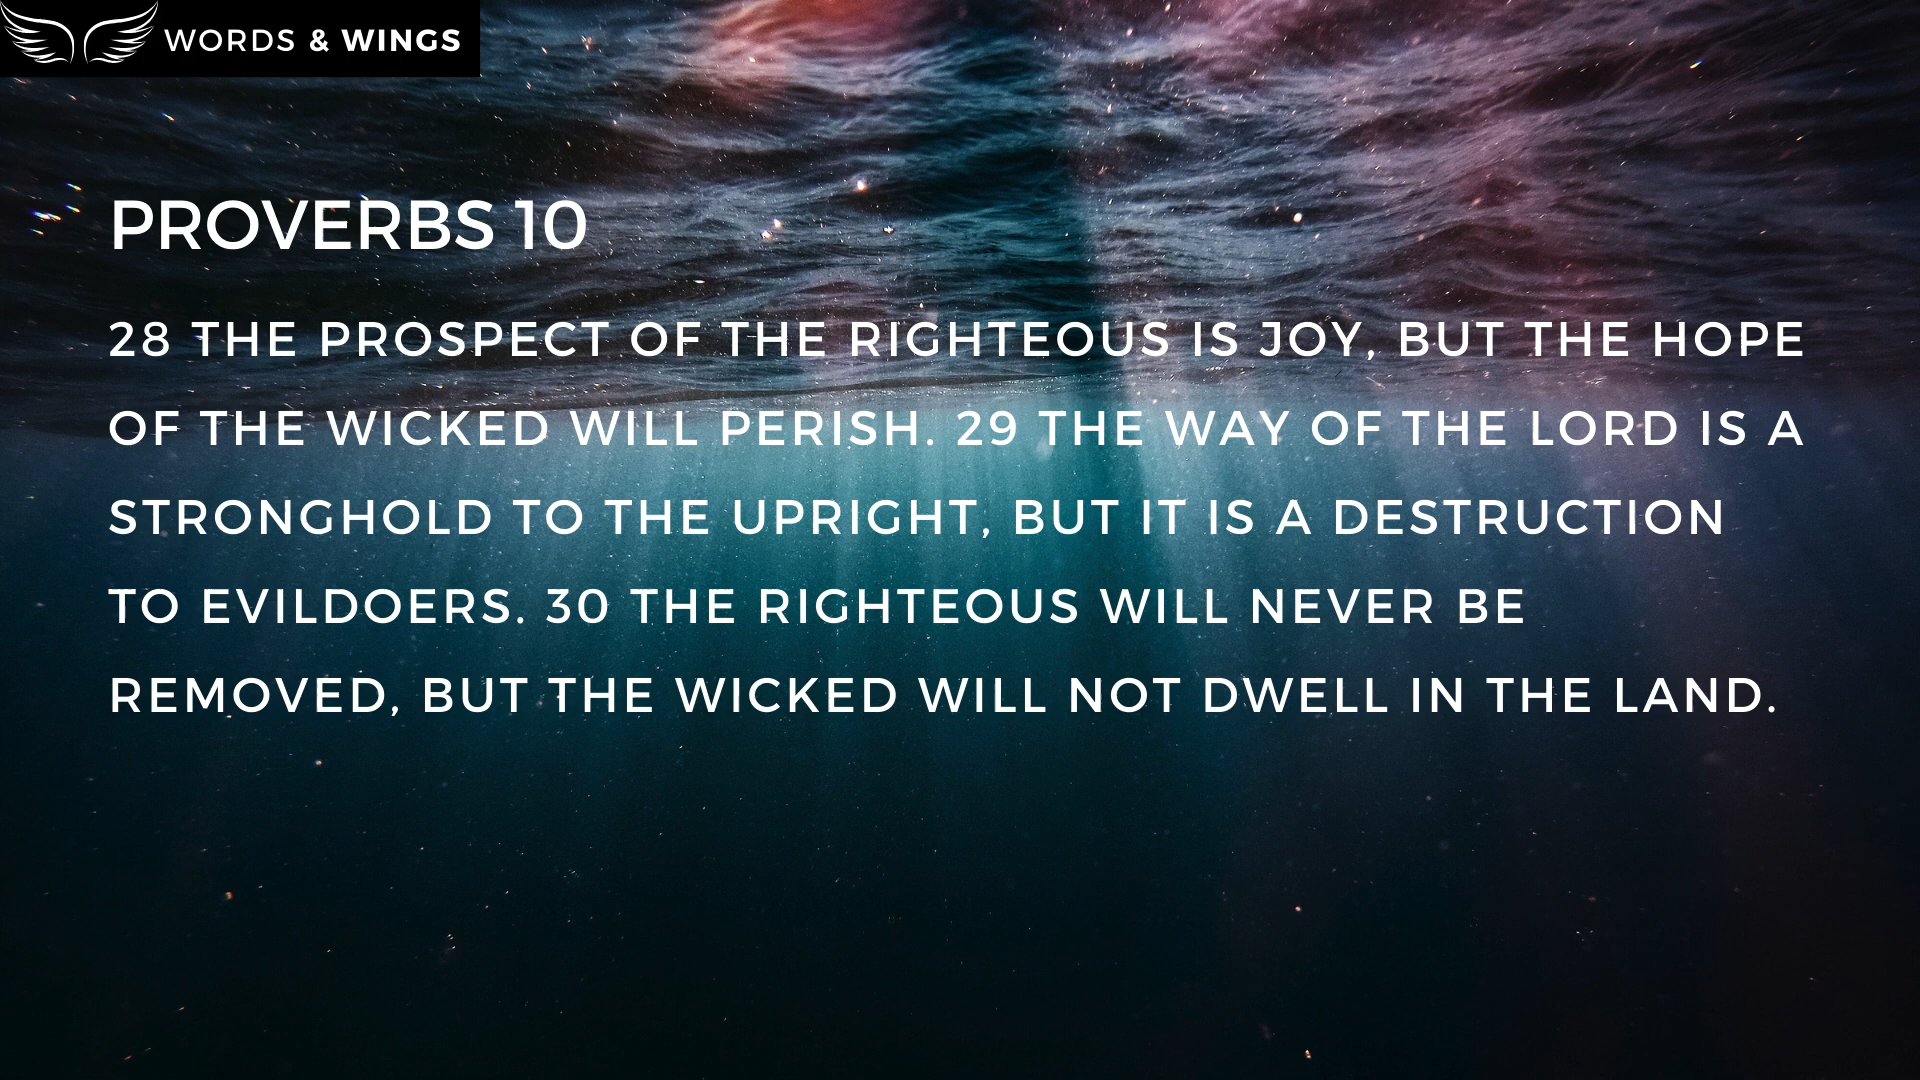 WORDS & WINGS
PROVERBS 10
28 THE PROSPECT OF THE RIGHTEOUS IS JOY, BUT THE HOPE
OF THE WICKED WILL PERISH. 29 THE WAY OF THE LORD IS A
STRONGHOLD TO THE UPRIGHT, BUT IT IS A DESTRUCTION
TO EVILDOERS. 30 THE RIGHTEOUS WILL NEVER BE
REMOVED, BUT THE WICKED WILL NOT DWELL IN THE LAND.